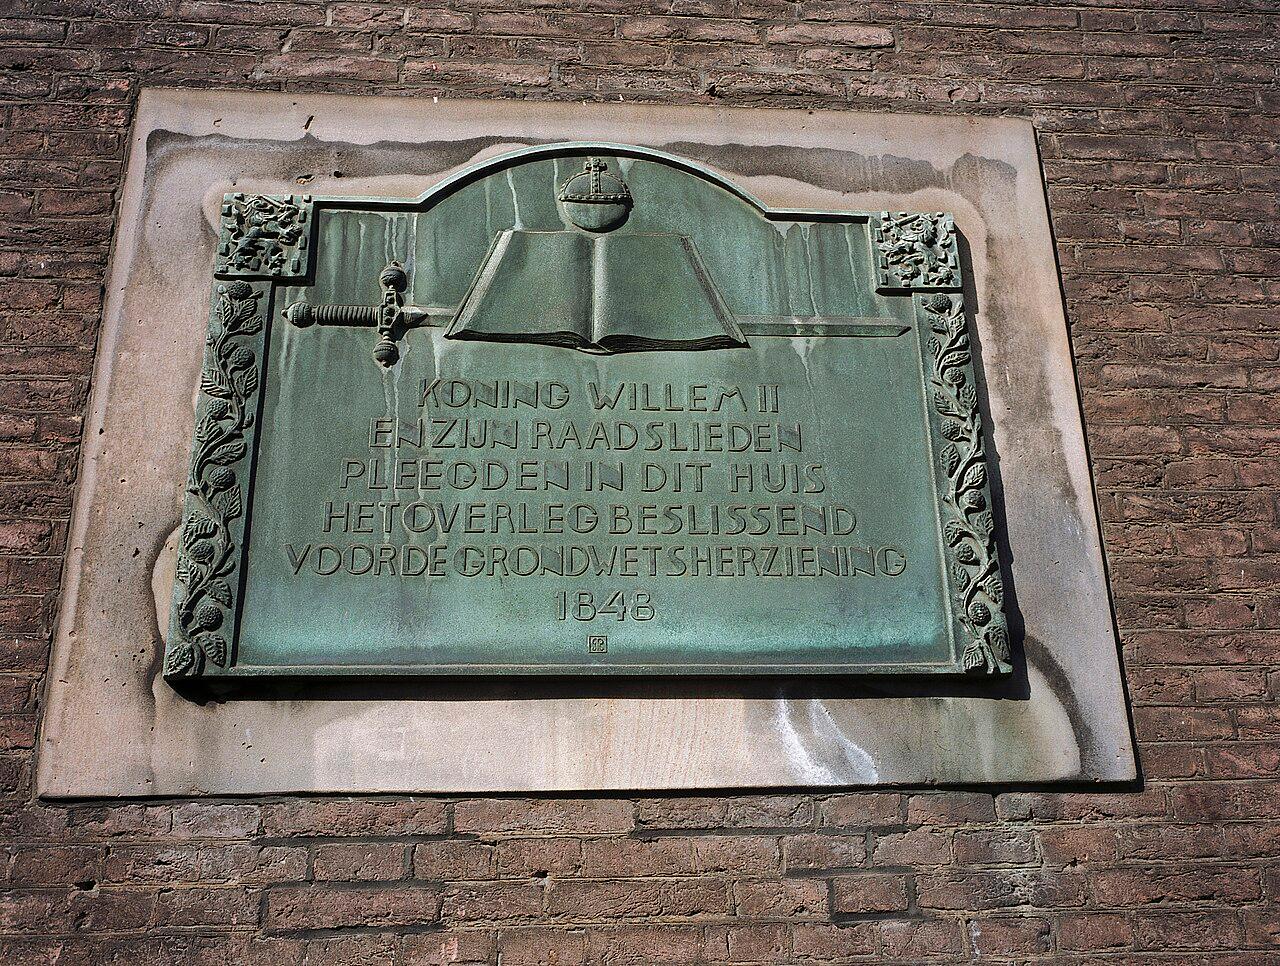 KONING WILLEM II
EN ZIJN RAADSLIEDEN
PLEEGDEN IN DIT HUIS
HET OVERLEG BESLISSEND
VOOR DE GRONDWETSHERZIENING
1848